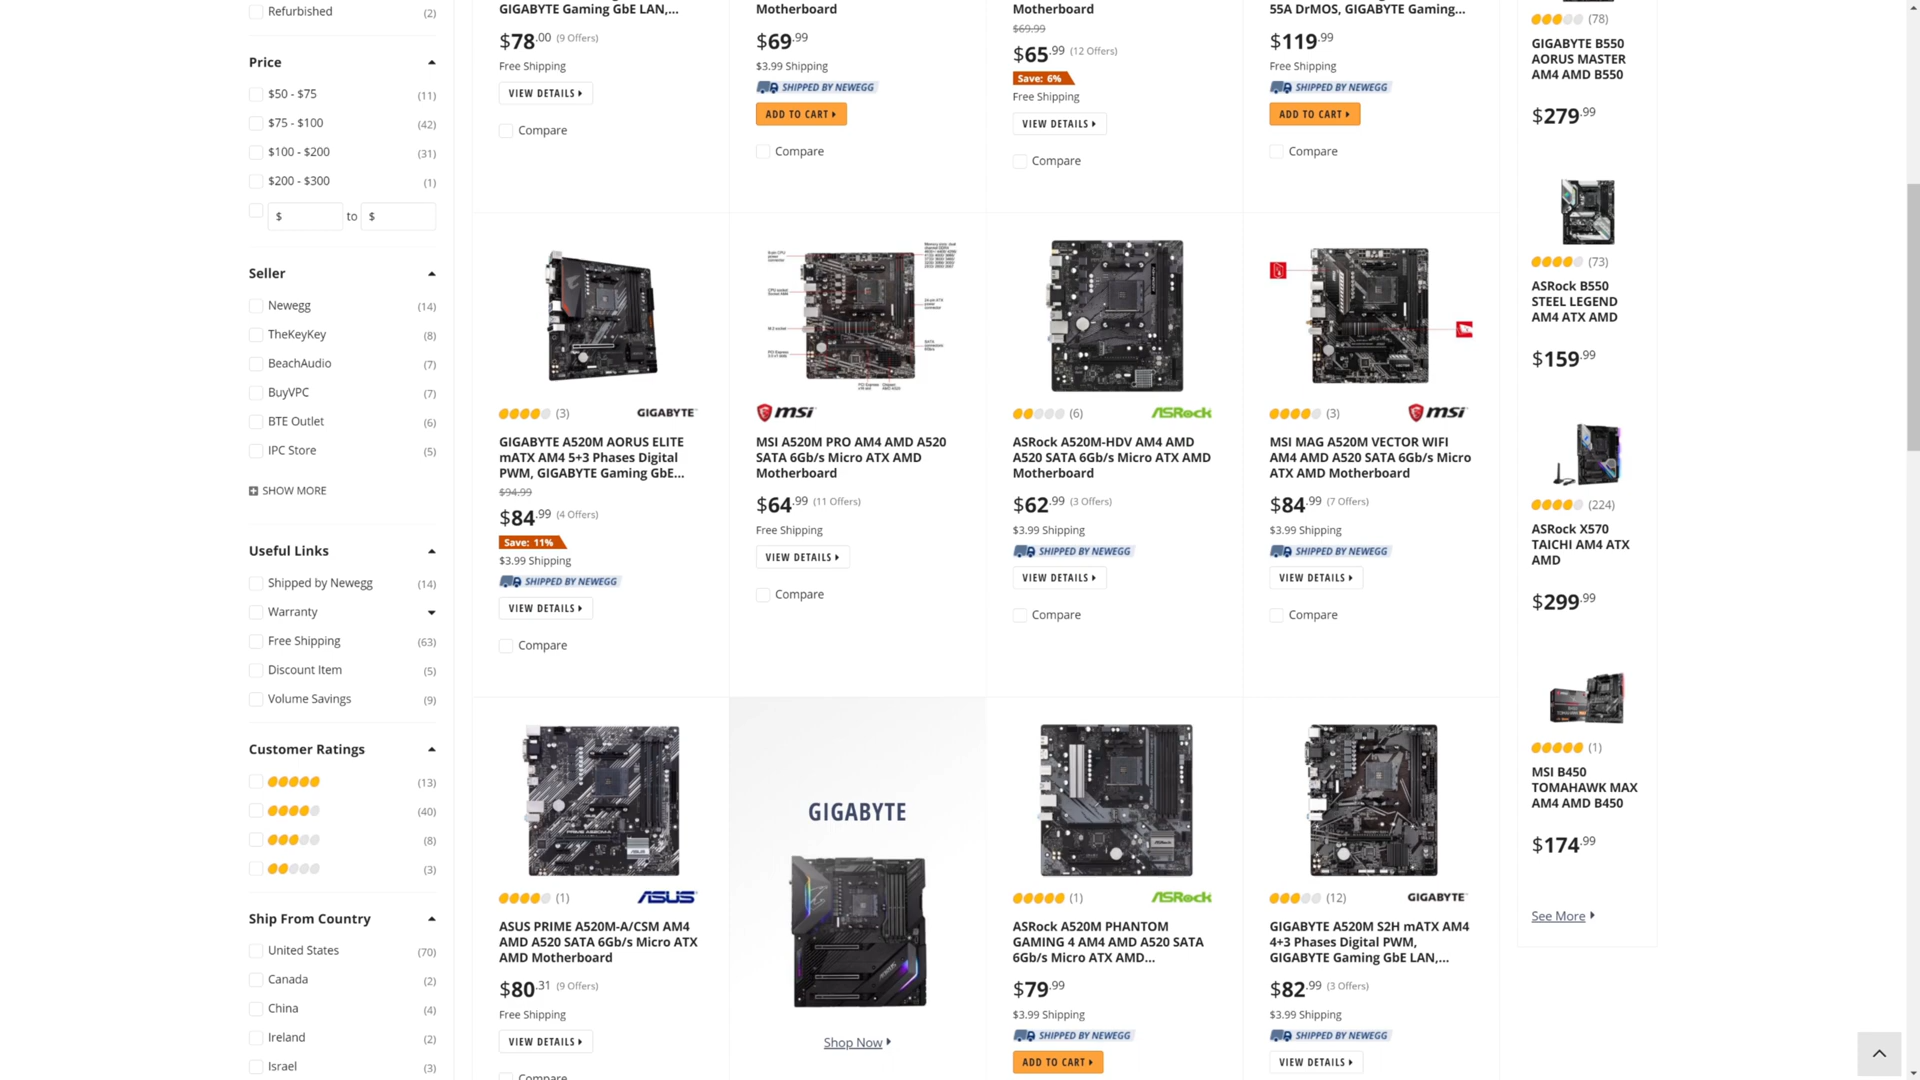 Refurbished (2)
Price
$50 - $75 (11)
$75 - $100 (42)
$100 - $200 (31)
$200 - $300 (1)
$ to $
Seller
Newegg (14)
TheKeyKey (8)
BeachAudio (7)
BuyVPC (7)
BTE Outlet (6)
IPC Store (5)
SHOW MORE
Useful Links
Shipped by Newegg (14)
Warranty
Free Shipping (63)
Discount Item (5)
Volume Savings (9)
Customer Ratings
(13)
(40)
(8)
(3)
Ship From Country
United States (70)
Canada (2)
China (4)
Ireland (2)
Israel (3)
GIGABYTE Gaming GbE LAN,...
$78.00 (9 Offers)
Free Shipping
VIEW DETAILS
Compare
Motherboard
$69.99
$3.99 Shipping
SHIPPED BY NEWEGG
ADD TO CART
Compare
Motherboard
$69.99
$65.99 (12 Offers)
Save: 6%
Free Shipping
VIEW DETAILS
Compare
55A DrMOS, GIGABYTE Gaming...
$119.99
Free Shipping
SHIPPED BY NEWEGG
ADD TO CART
Compare
(3) GIGABYTE
GIGABYTE A520M AORUS ELITE
mATX AM4 5+3 Phases Digital
PWM, GIGABYTE Gaming GbE...
$94.99
$84.99 (4 Offers)
Save: 11%
$3.99 Shipping
SHIPPED BY NEWEGG
VIEW DETAILS
Compare
msi
MSI A520M PRO AM4 AMD A520
SATA 6Gb/s Micro ATX AMD
Motherboard
$64.99 (11 Offers)
Free Shipping
VIEW DETAILS
Compare
(6) ASRock
ASRock A520M-HDV AM4 AMD
A520 SATA 6Gb/s Micro ATX AMD
Motherboard
$62.99 (3 Offers)
$3.99 Shipping
SHIPPED BY NEWEGG
VIEW DETAILS
Compare
(3) msi
MSI MAG A520M VECTOR WIFI
AM4 AMD A520 SATA 6Gb/s Micro
ATX AMD Motherboard
$84.99 (7 Offers)
$3.99 Shipping
SHIPPED BY NEWEGG
VIEW DETAILS
Compare
(1) ASUS
ASUS PRIME A520M-A/CSM AM4
AMD A520 SATA 6Gb/s Micro ATX
AMD Motherboard
$80.31 (9 Offers)
Free Shipping
VIEW DETAILS
Compare
GIGABYTE
Shop Now
(1) ASRock
ASRock A520M PHANTOM
GAMING 4 AM4 AMD A520 SATA
6Gb/s Micro ATX AMD...
$79.99
$3.99 Shipping
SHIPPED BY NEWEGG
ADD TO CART
(12) GIGABYTE
GIGABYTE A520M S2H mATX AM4
4+3 Phases Digital PWM,
GIGABYTE Gaming GbE LAN,...
$82.99 (3 Offers)
$3.99 Shipping
SHIPPED BY NEWEGG
VIEW DETAILS
(78)
GIGABYTE B550
AORUS MASTER
AM4 AMD B550
$279.99
(73)
ASRock B550
STEEL LEGEND
AM4 ATX AMD
$159.99
(224)
ASRock X570
TAICHI AM4 ATX
AMD
$299.99
(1)
MSI B450
TOMAHAWK MAX
AM4 AMD B450
$174.99
See More